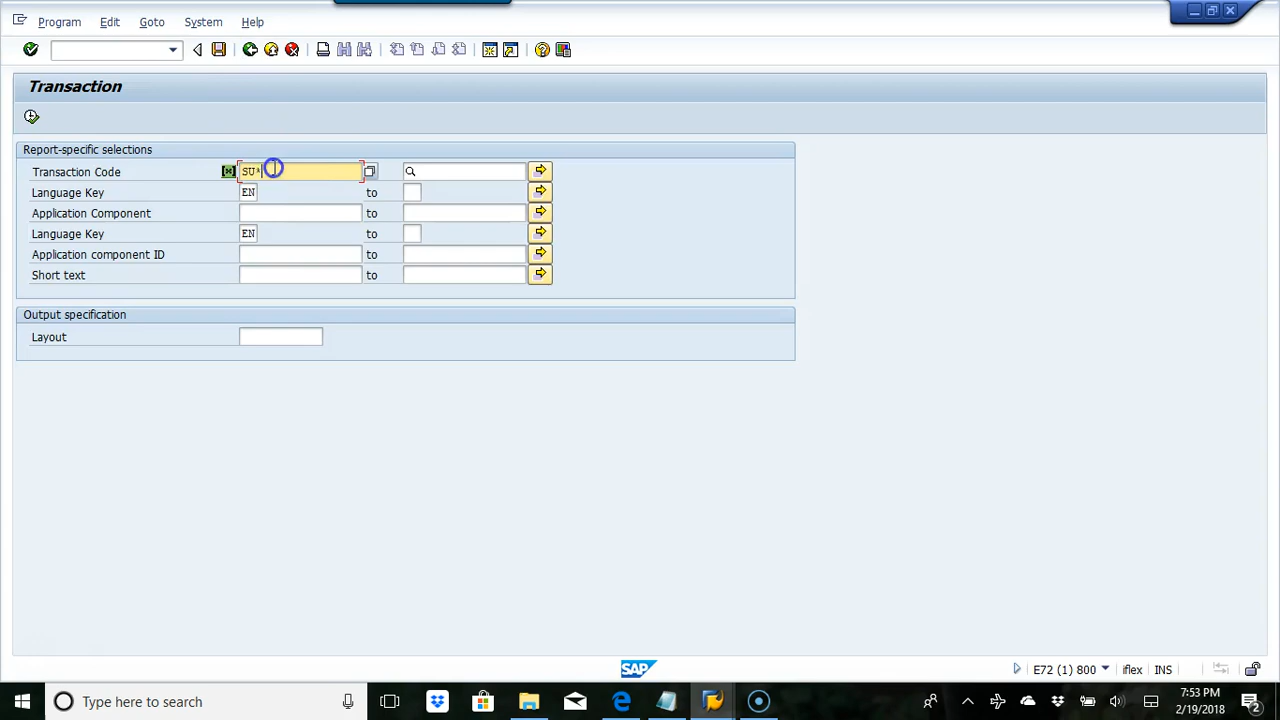 Program Edit Goto System Help
Transaction
Report-specific selections
Transaction Code SU*
Language Key EN to
Application Component to
Language Key EN to
Application component ID to
Short text to
Output specification
Layout
SAP
E72 (1) 800 iflex INS
Type here to search
7:53 PM
2/19/2018
2